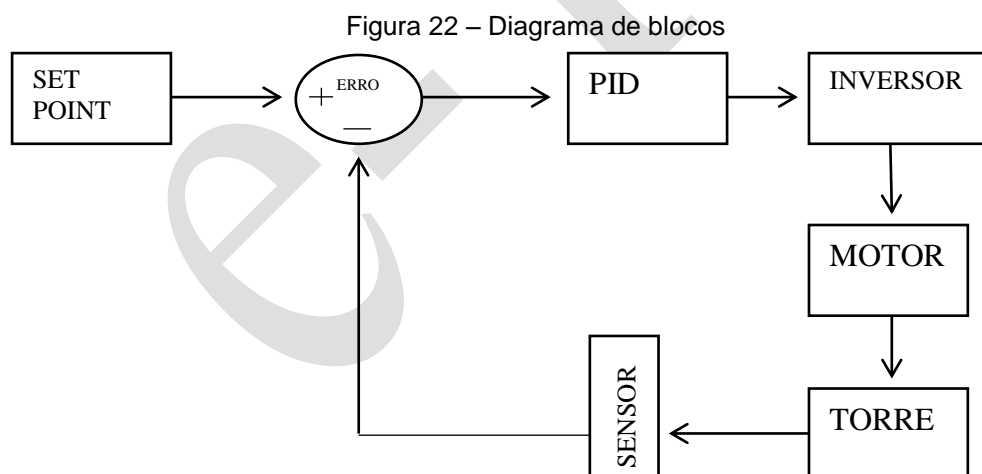 Figura 22 – Diagrama de blocos
SET
POINT
+ ERRO
—
PID
INVERSOR
MOTOR
TORRE
SENSOR